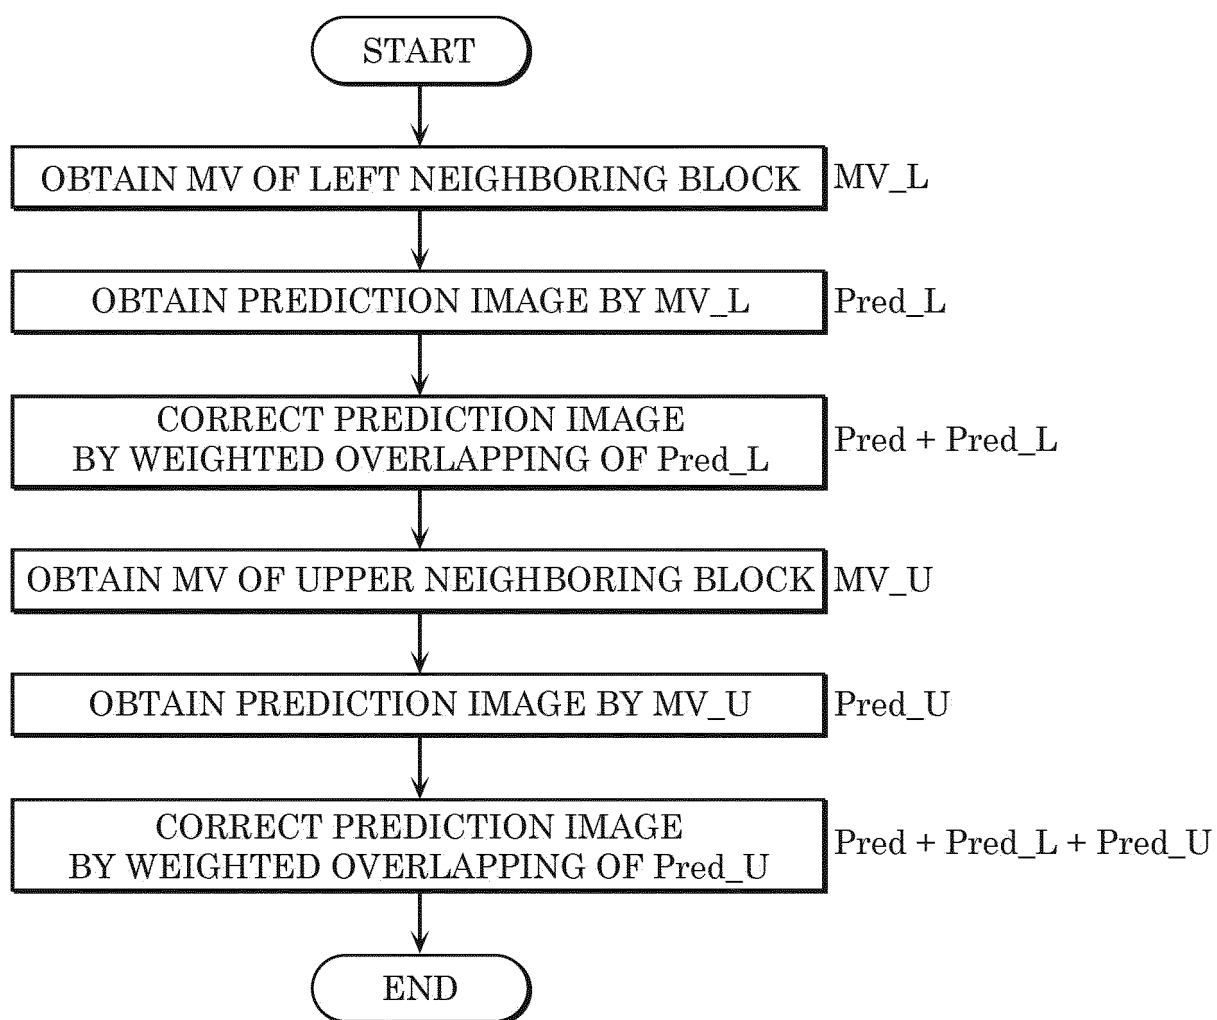 START
OBTAIN MV OF LEFT NEIGHBORING BLOCK MV_L
OBTAIN PREDICTION IMAGE BY MV_L Pred_L
CORRECT PREDICTION IMAGE
BY WEIGHTED OVERLAPPING OF Pred_L
Pred + Pred_L
OBTAIN MV OF UPPER NEIGHBORING BLOCK MV_U
OBTAIN PREDICTION IMAGE BY MV_U Pred_U
CORRECT PREDICTION IMAGE
BY WEIGHTED OVERLAPPING OF Pred_U
Pred + Pred_L + Pred_U
END